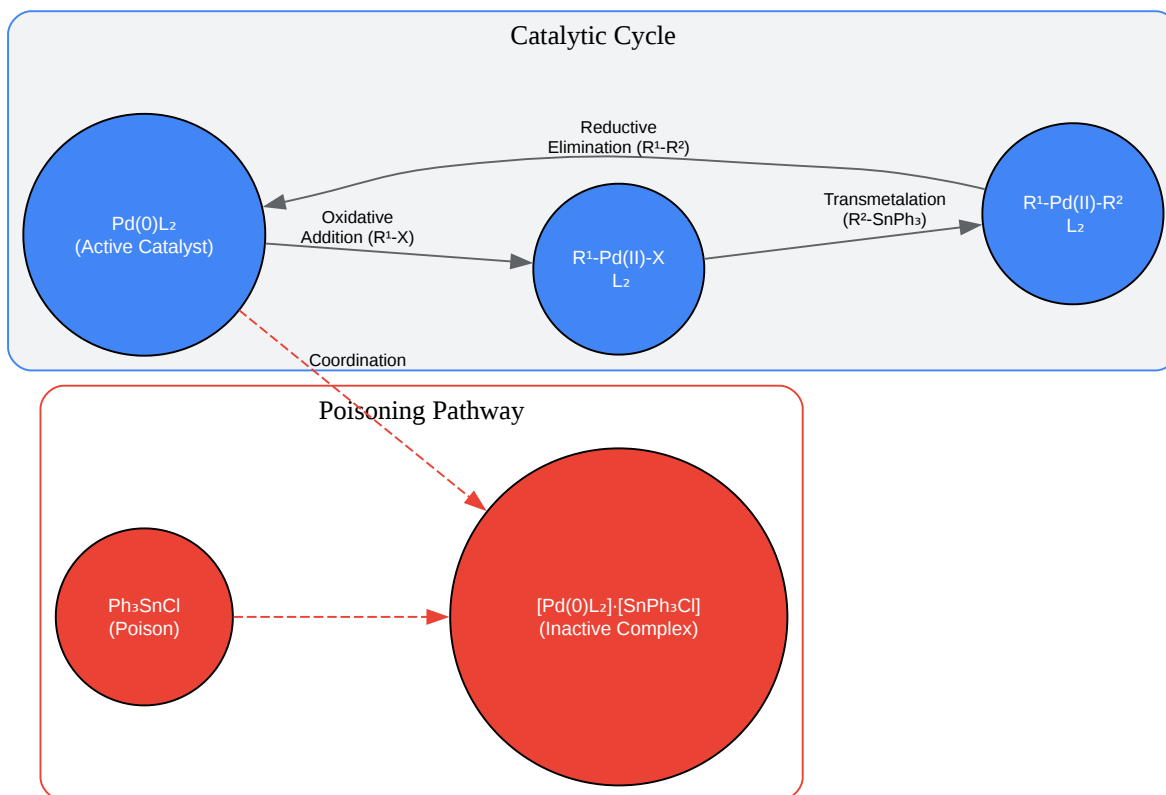 Catalytic Cycle
Reductive
Elimination (R¹-R²)
Pd(0)L₂
(Active Catalyst)
Oxidative
Addition (R¹-X)
R¹-Pd(II)-X
L₂
Transmetalation
(R²-SnPh₃)
R¹-Pd(II)-R²
L₂
Coordination
Poisoning Pathway
Ph₃SnCl
(Poison)
[Pd(0)L₂]·[SnPh₃Cl]
(Inactive Complex)